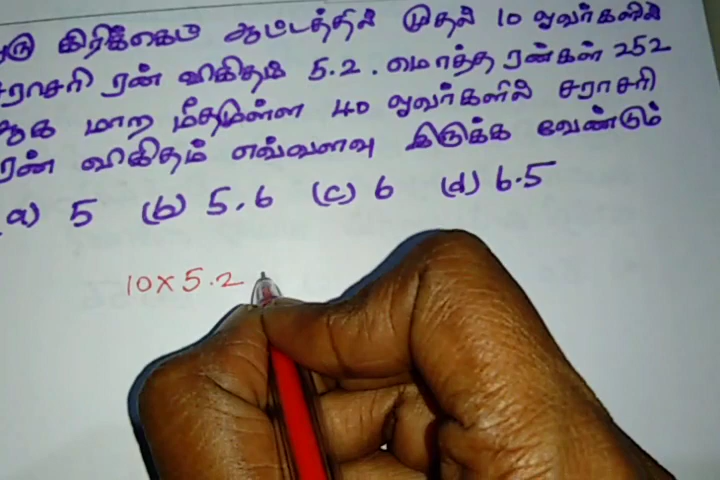 ஒரு கிரிக்கெட் ஆட்டத்தில் முதல் 10 ஓவர்களில்
சராசரி ரன் விகிதம் 5.2. மொத்த ரன்கள் 252
ஆக மாற மீதமுள்ள 40 ஓவர்களில் சராசரி
ரன் விகிதம் எவ்வளவு இருக்க வேண்டும்
a) 5 (b) 5.6 (c) 6 (d) 6.5
10 x 5.2